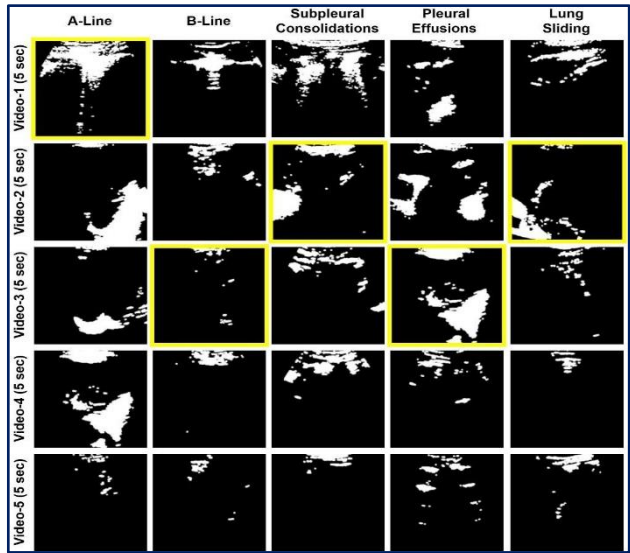 A-Line B-Line Subpleural Consolidations Pleural Effusions Lung Sliding
Video-1 (5 sec)
Video-2 (5 sec)
Video-3 (5 sec)
Video-4 (5 sec)
Video-5 (5 sec)